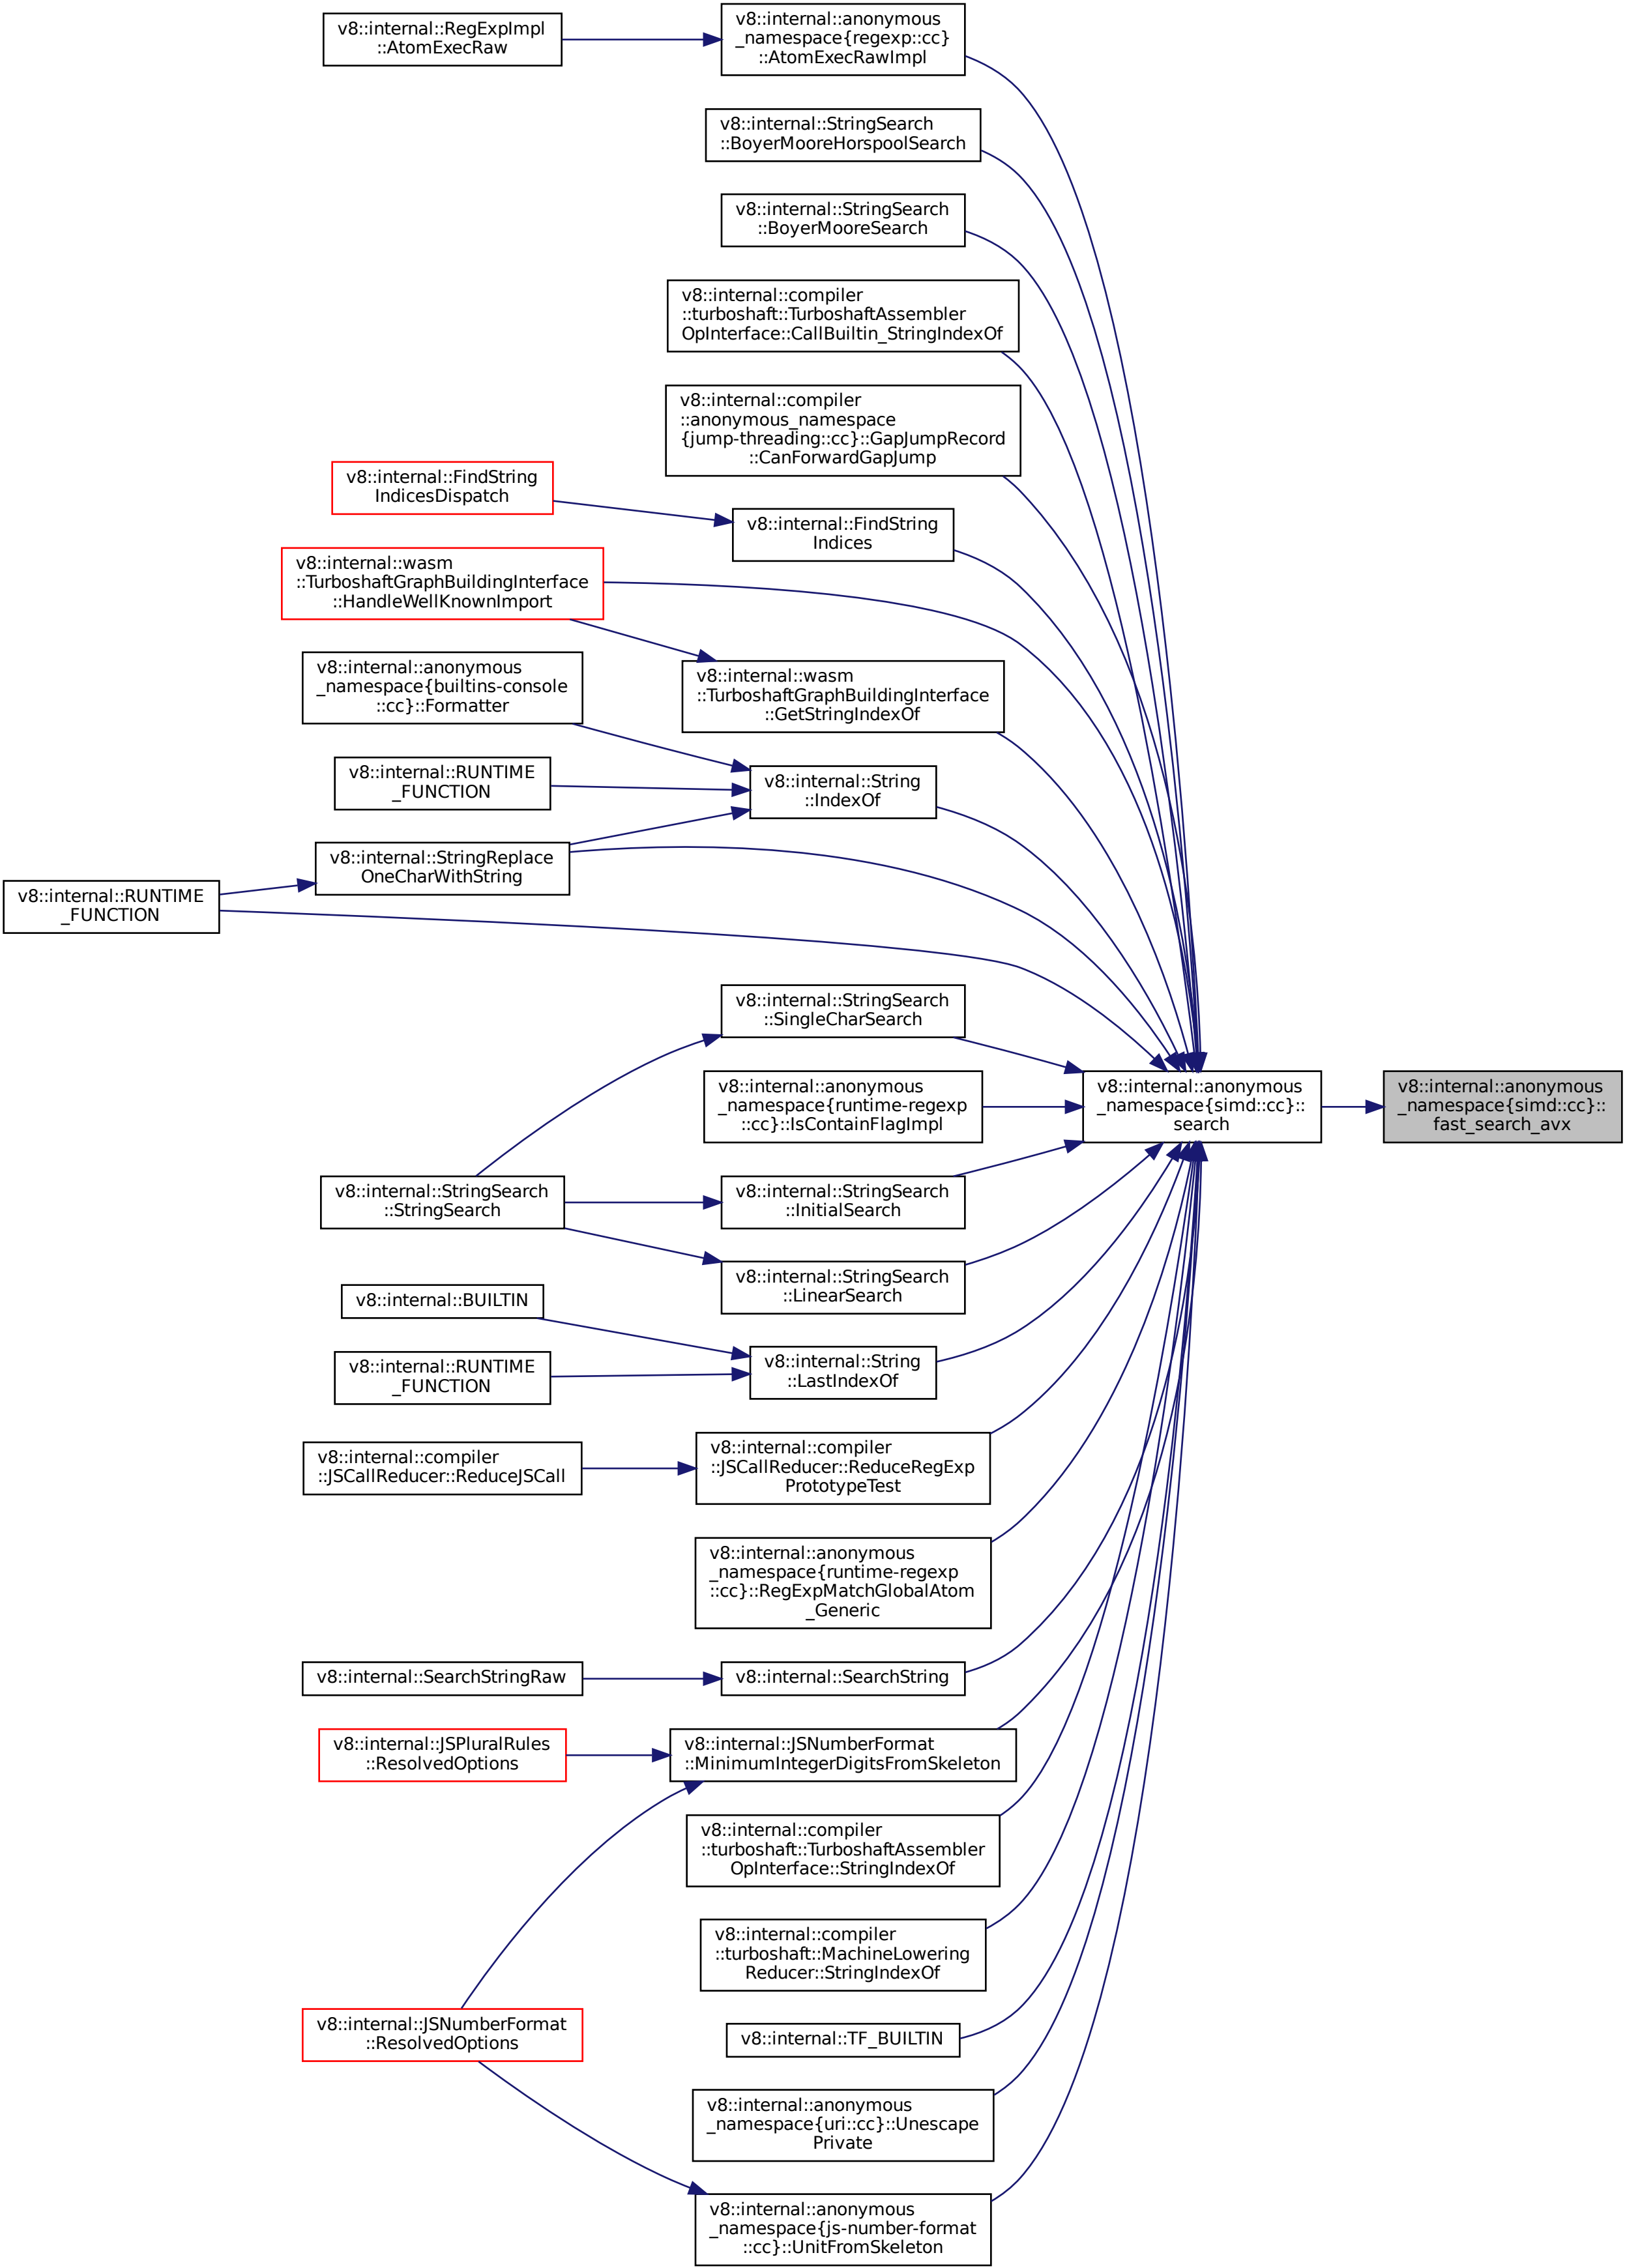 v8::internal::RegExpImpl
::AtomExecRaw
v8::internal::anonymous
_namespace{regexp::cc}
::AtomExecRawImpl
v8::internal::StringSearch
::BoyerMooreHorspoolSearch
v8::internal::StringSearch
::BoyerMooreSearch
v8::internal::compiler
::turboshaft::TurboshaftAssembler
OpInterface::CallBuiltin_StringIndexOf
v8::internal::compiler
::anonymous_namespace
{jump-threading::cc}::GapJumpRecord
::CanForwardGapJump
v8::internal::FindString
IndicesDispatch
v8::internal::FindString
Indices
v8::internal::wasm
::TurboshaftGraphBuildingInterface
::HandleWellKnownImport
v8::internal::wasm
::TurboshaftGraphBuildingInterface
::GetStringIndexOf
v8::internal::anonymous
_namespace{builtins-console
::cc}::Formatter
v8::internal::RUNTIME
_FUNCTION
v8::internal::String
::IndexOf
v8::internal::StringReplace
OneCharWithString
v8::internal::RUNTIME
_FUNCTION
v8::internal::StringSearch
::SingleCharSearch
v8::internal::anonymous
_namespace{runtime-regexp
::cc}::IsContainFlagImpl
v8::internal::anonymous
_namespace{simd::cc}::
search
v8::internal::anonymous
_namespace{simd::cc}::
fast_search_avx
v8::internal::StringSearch
::StringSearch
v8::internal::StringSearch
::InitialSearch
v8::internal::StringSearch
::LinearSearch
v8::internal::BUILTIN
v8::internal::RUNTIME
_FUNCTION
v8::internal::String
::LastIndexOf
v8::internal::compiler
::JSCallReducer::ReduceJSCall
v8::internal::compiler
::JSCallReducer::ReduceRegExp
PrototypeTest
v8::internal::anonymous
_namespace{runtime-regexp
::cc}::RegExpMatchGlobalAtom
_Generic
v8::internal::SearchStringRaw
v8::internal::SearchString
v8::internal::JSPluralRules
::ResolvedOptions
v8::internal::JSNumberFormat
::MinimumIntegerDigitsFromSkeleton
v8::internal::compiler
::turboshaft::TurboshaftAssembler
OpInterface::StringIndexOf
v8::internal::compiler
::turboshaft::MachineLowering
Reducer::StringIndexOf
v8::internal::JSNumberFormat
::ResolvedOptions
v8::internal::TF_BUILTIN
v8::internal::anonymous
_namespace{uri::cc}::Unescape
Private
v8::internal::anonymous
_namespace{js-number-format
::cc}::UnitFromSkeleton